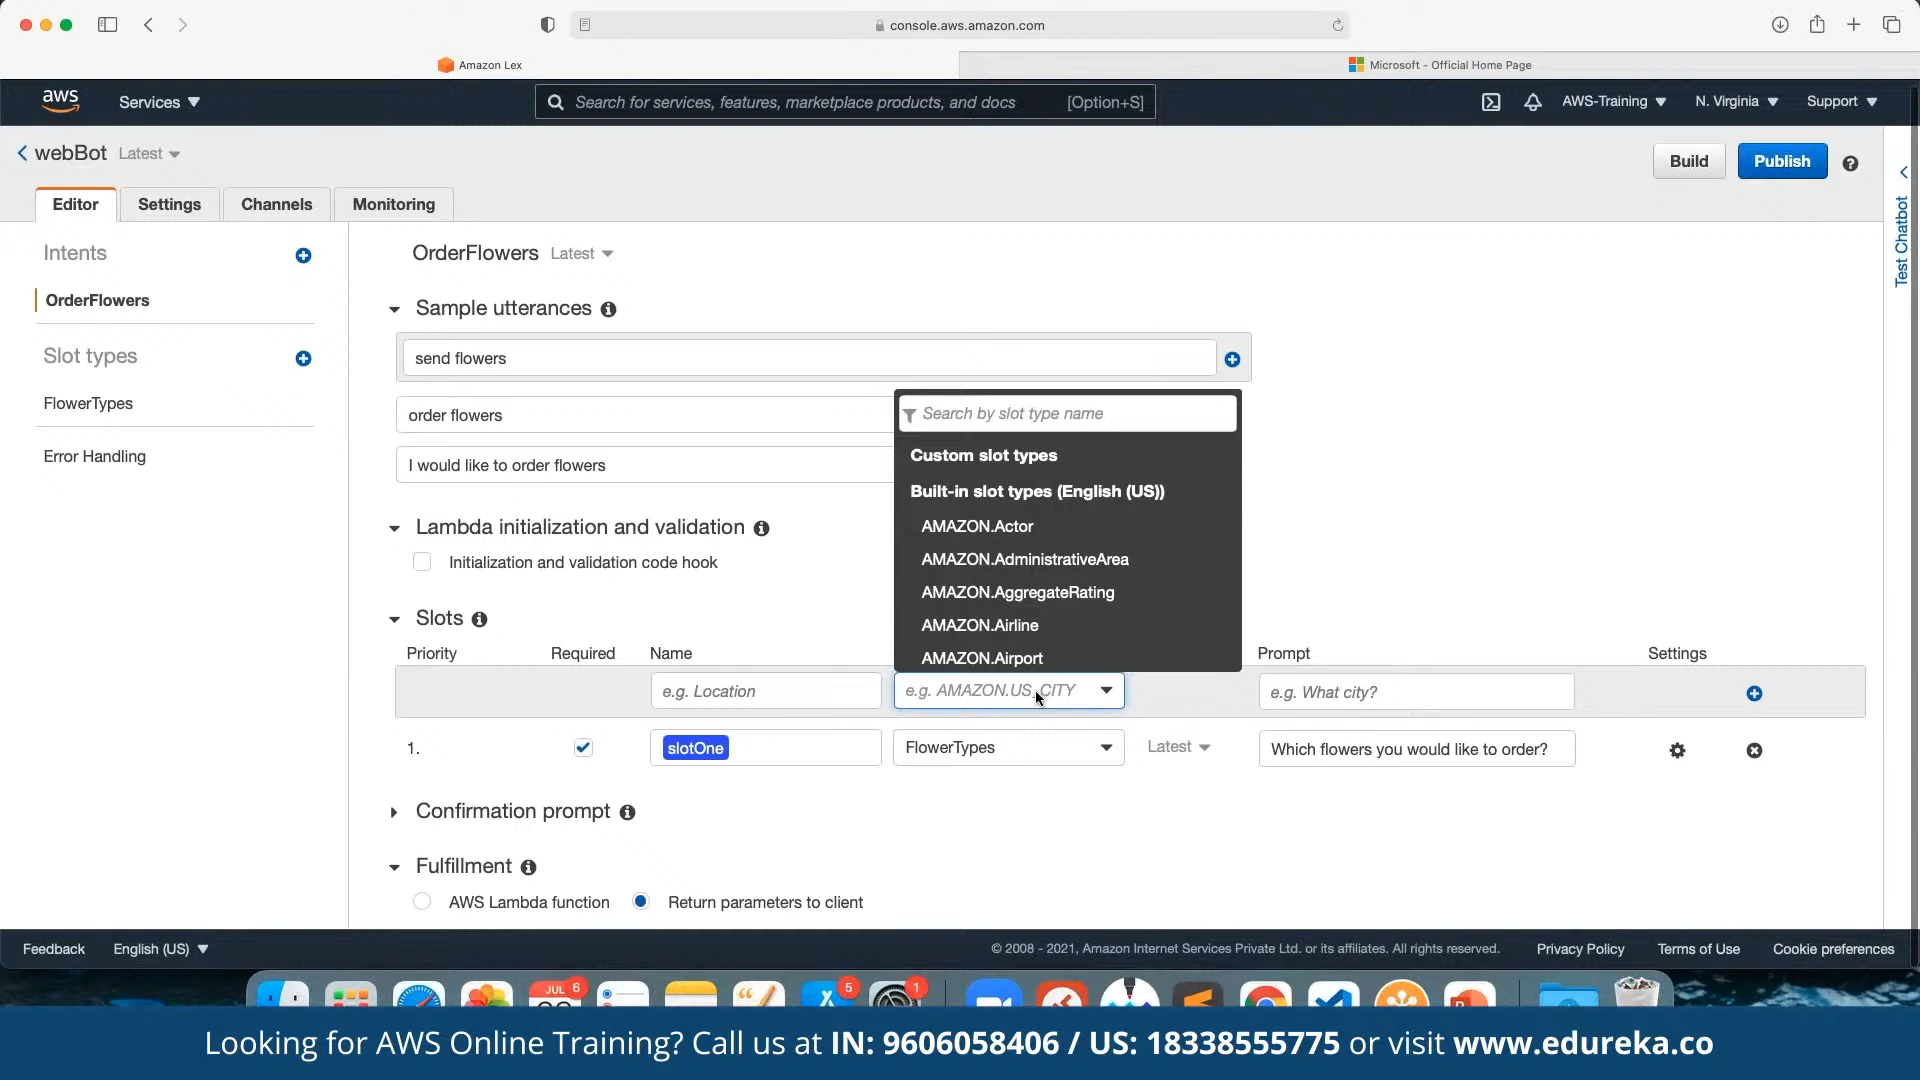 console.aws.amazon.com
Amazon Lex
Microsoft - Official Home Page
aws
Services
Search for services, features, marketplace products, and docs [Option+S]
AWS-Training
N. Virginia
Support
webBot Latest
Build
Publish
Editor
Settings
Channels
Monitoring
Test Chatbot
Intents
OrderFlowers
Slot types
FlowerTypes
Error Handling
OrderFlowers Latest
Sample utterances
send flowers
order flowers
I would like to order flowers
Search by slot type name
Custom slot types
Built-in slot types (English (US))
AMAZON.Actor
AMAZON.AdministrativeArea
AMAZON.AggregateRating
AMAZON.Airline
AMAZON.Airport
Lambda initialization and validation
Initialization and validation code hook
Slots
Priority Required Name Prompt Settings
e.g. Location e.g. AMAZON.US_CITY e.g. What city?
1. slotOne FlowerTypes Latest Which flowers you would like to order?
Confirmation prompt
Fulfillment
AWS Lambda function Return parameters to client
Feedback English (US) © 2008 - 2021, Amazon Internet Services Private Ltd. or its affiliates. All rights reserved. Privacy Policy Terms of Use Cookie preferences
JUL 6
5
1
Looking for AWS Online Training? Call us at IN: 9606058406 / US: 18338555775 or visit www.edureka.co